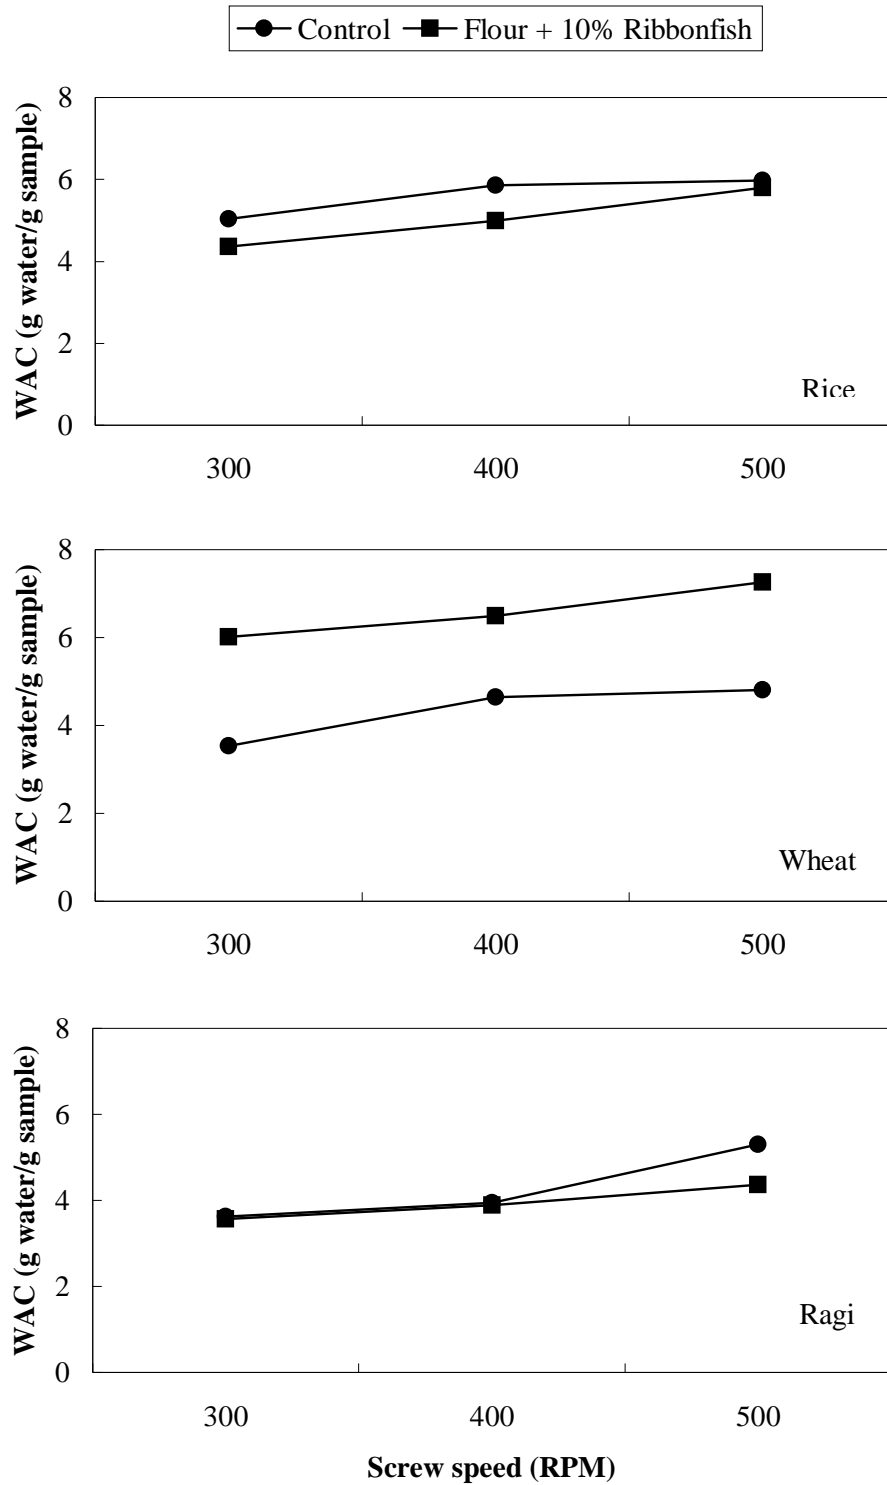 Control Flour + 10% Ribbonfish
WAC (g water/g sample)
8
6
4
2
0
Rice
300 400 500
WAC (g water/g sample)
8
6
4
2
0
Wheat
300 400 500
WAC (g water/g sample)
8
6
4
2
0
Ragi
300 400 500
Screw speed (RPM)